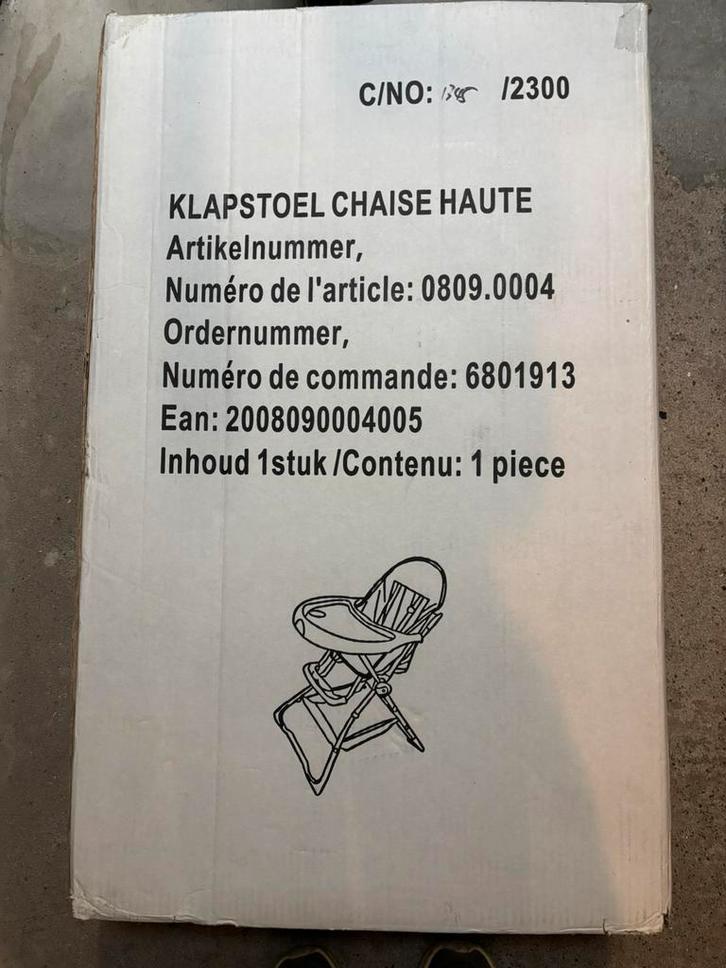 C/NO: /2300
KLAPSTOEL CHAISE HAUTE
Artikelnummer,
Numéro de l'article: 0809.0004
Ordernummer,
Numéro de commande: 6801913
Ean: 2008090004005
Inhoud 1stuk /Contenu: 1 piece